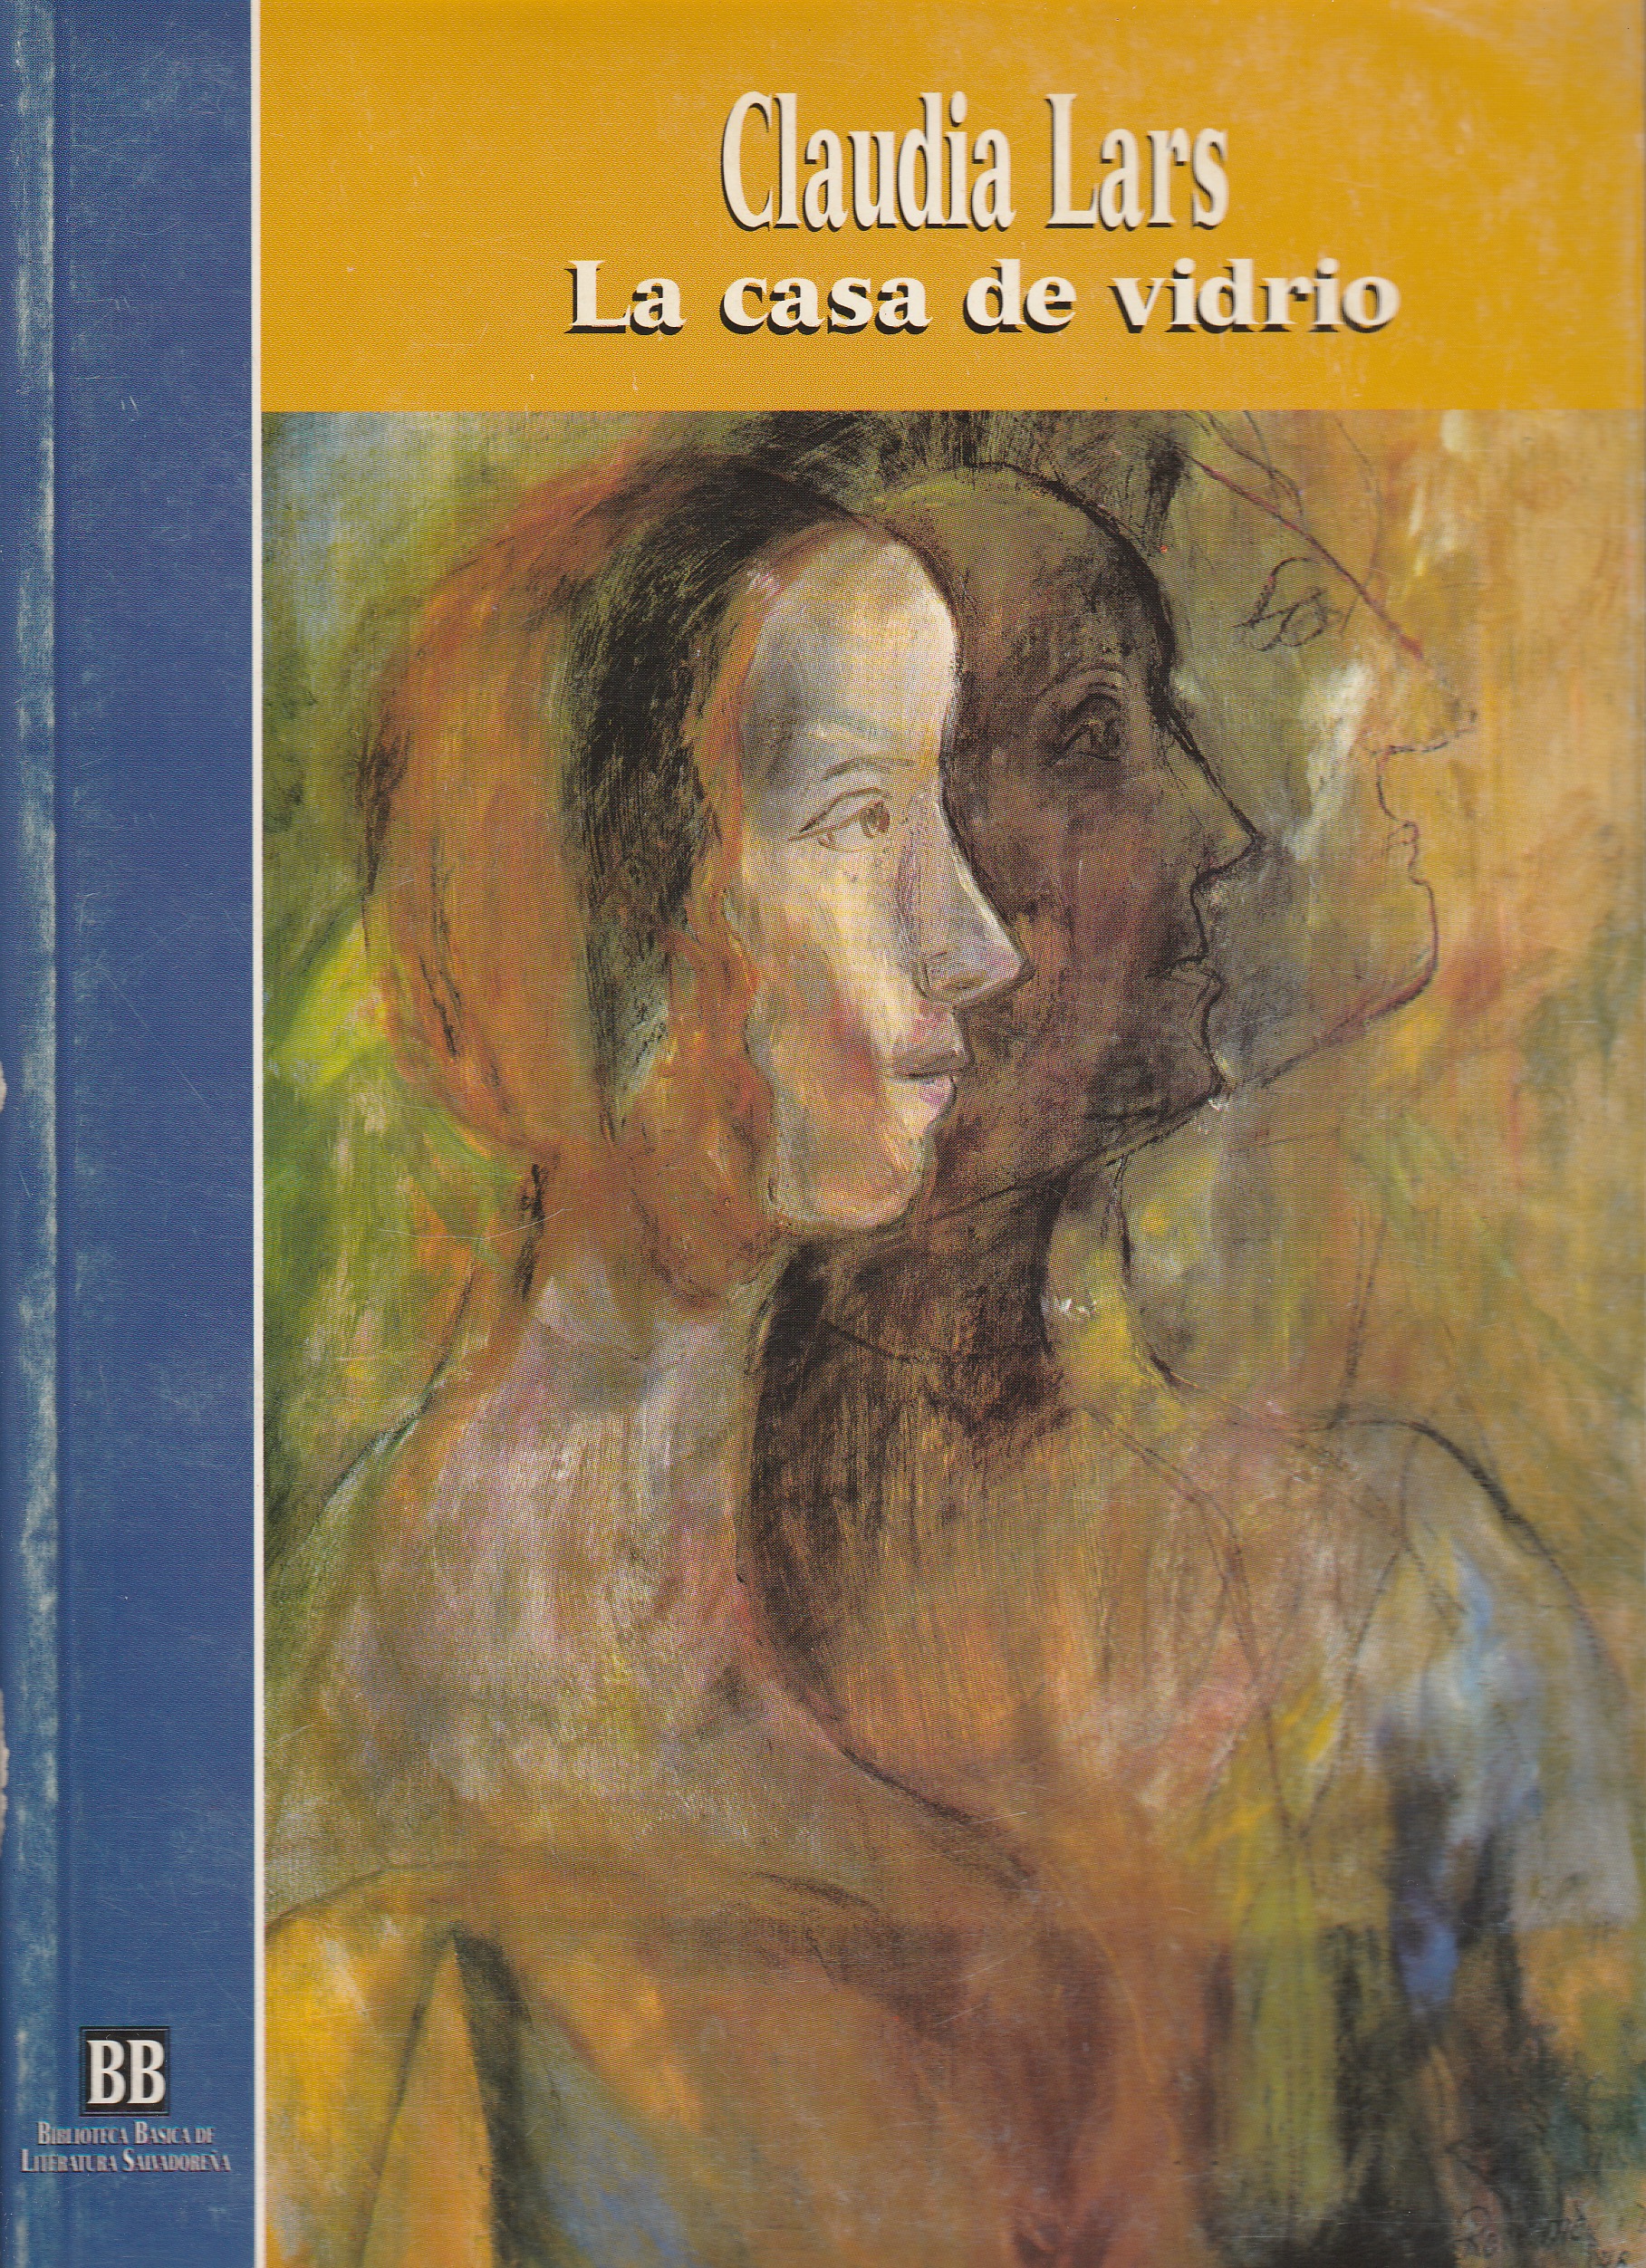 Claudia Lars
La casa de vidrio
BB
BIBLIOTECA BASICA DE
LITERATURA SALVADOREÑA